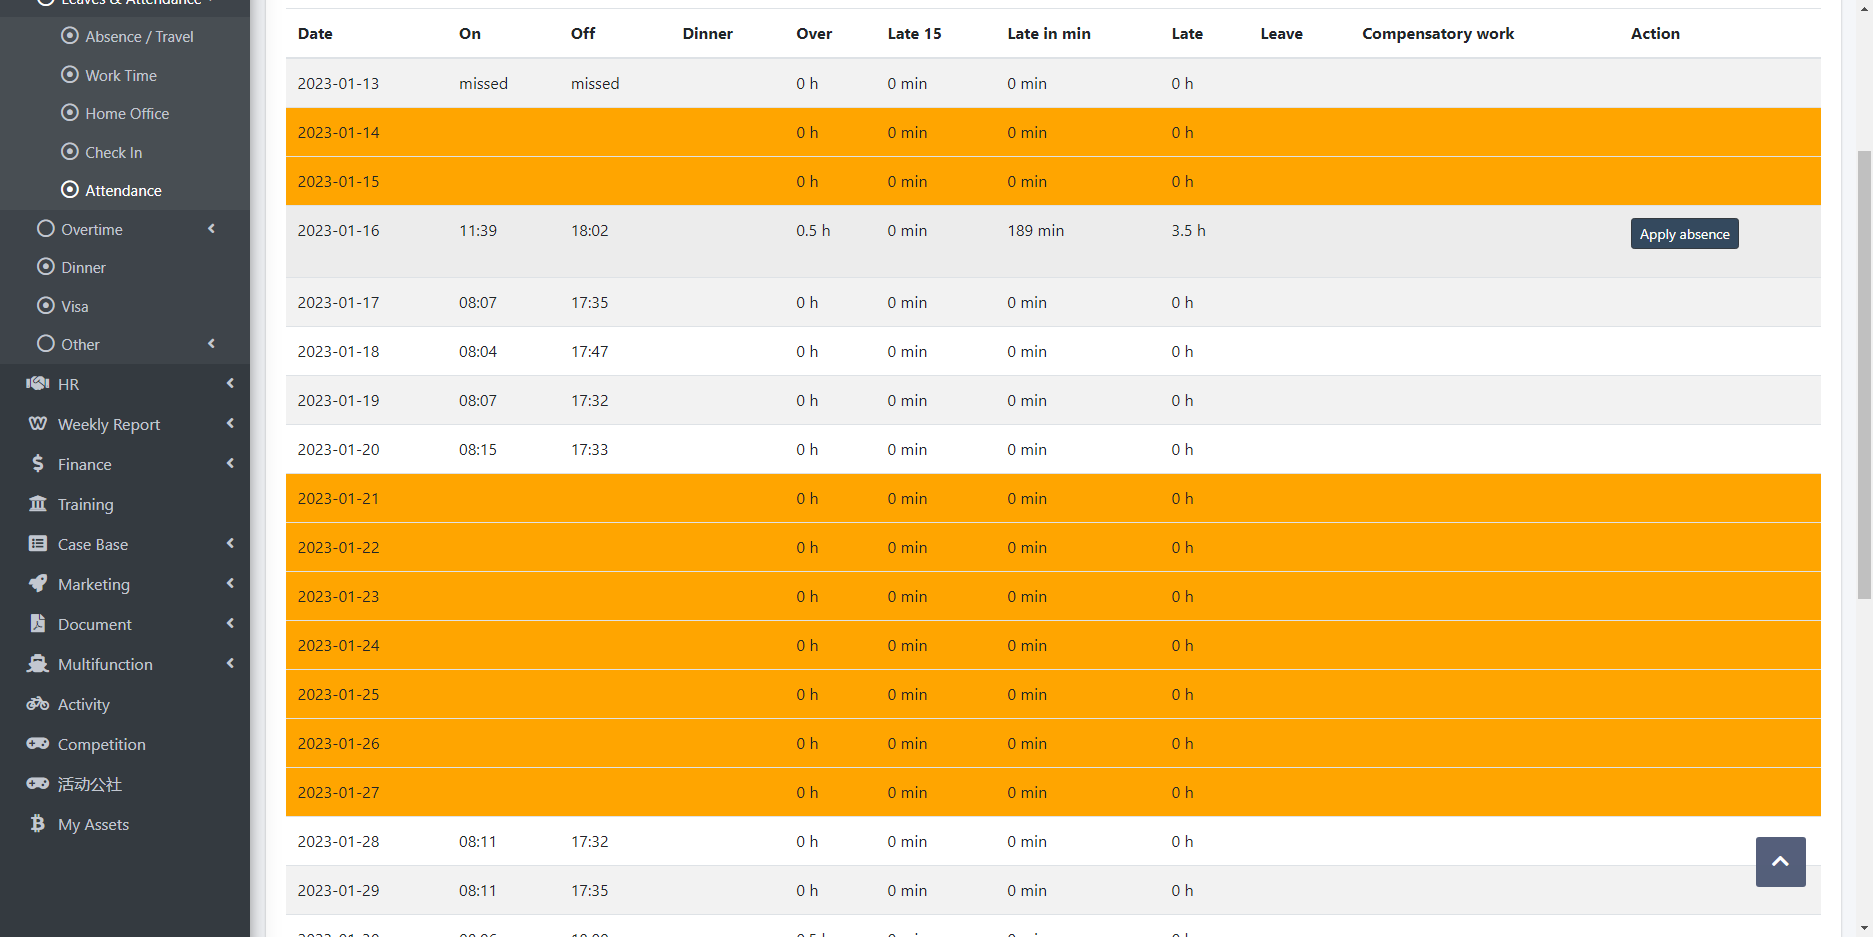 Leaves & Attendance
Absence / Travel
Work Time
Home Office
Check In
Attendance
Overtime
Dinner
Visa
Other
HR
Weekly Report
Finance
Training
Case Base
Marketing
Document
Multifunction
Activity
Competition
活动公社
My Assets
Date On Off Dinner Over Late 15 Late in min Late Leave Compensatory work Action
2023-01-13 missed missed 0 h 0 min 0 min 0 h
2023-01-14 0 h 0 min 0 min 0 h
2023-01-15 0 h 0 min 0 min 0 h
2023-01-16 11:39 18:02 0.5 h 0 min 189 min 3.5 h Apply absence
2023-01-17 08:07 17:35 0 h 0 min 0 min 0 h
2023-01-18 08:04 17:47 0 h 0 min 0 min 0 h
2023-01-19 08:07 17:32 0 h 0 min 0 min 0 h
2023-01-20 08:15 17:33 0 h 0 min 0 min 0 h
2023-01-21 0 h 0 min 0 min 0 h
2023-01-22 0 h 0 min 0 min 0 h
2023-01-23 0 h 0 min 0 min 0 h
2023-01-24 0 h 0 min 0 min 0 h
2023-01-25 0 h 0 min 0 min 0 h
2023-01-26 0 h 0 min 0 min 0 h
2023-01-27 0 h 0 min 0 min 0 h
2023-01-28 08:11 17:32 0 h 0 min 0 min 0 h
2023-01-29 08:11 17:35 0 h 0 min 0 min 0 h